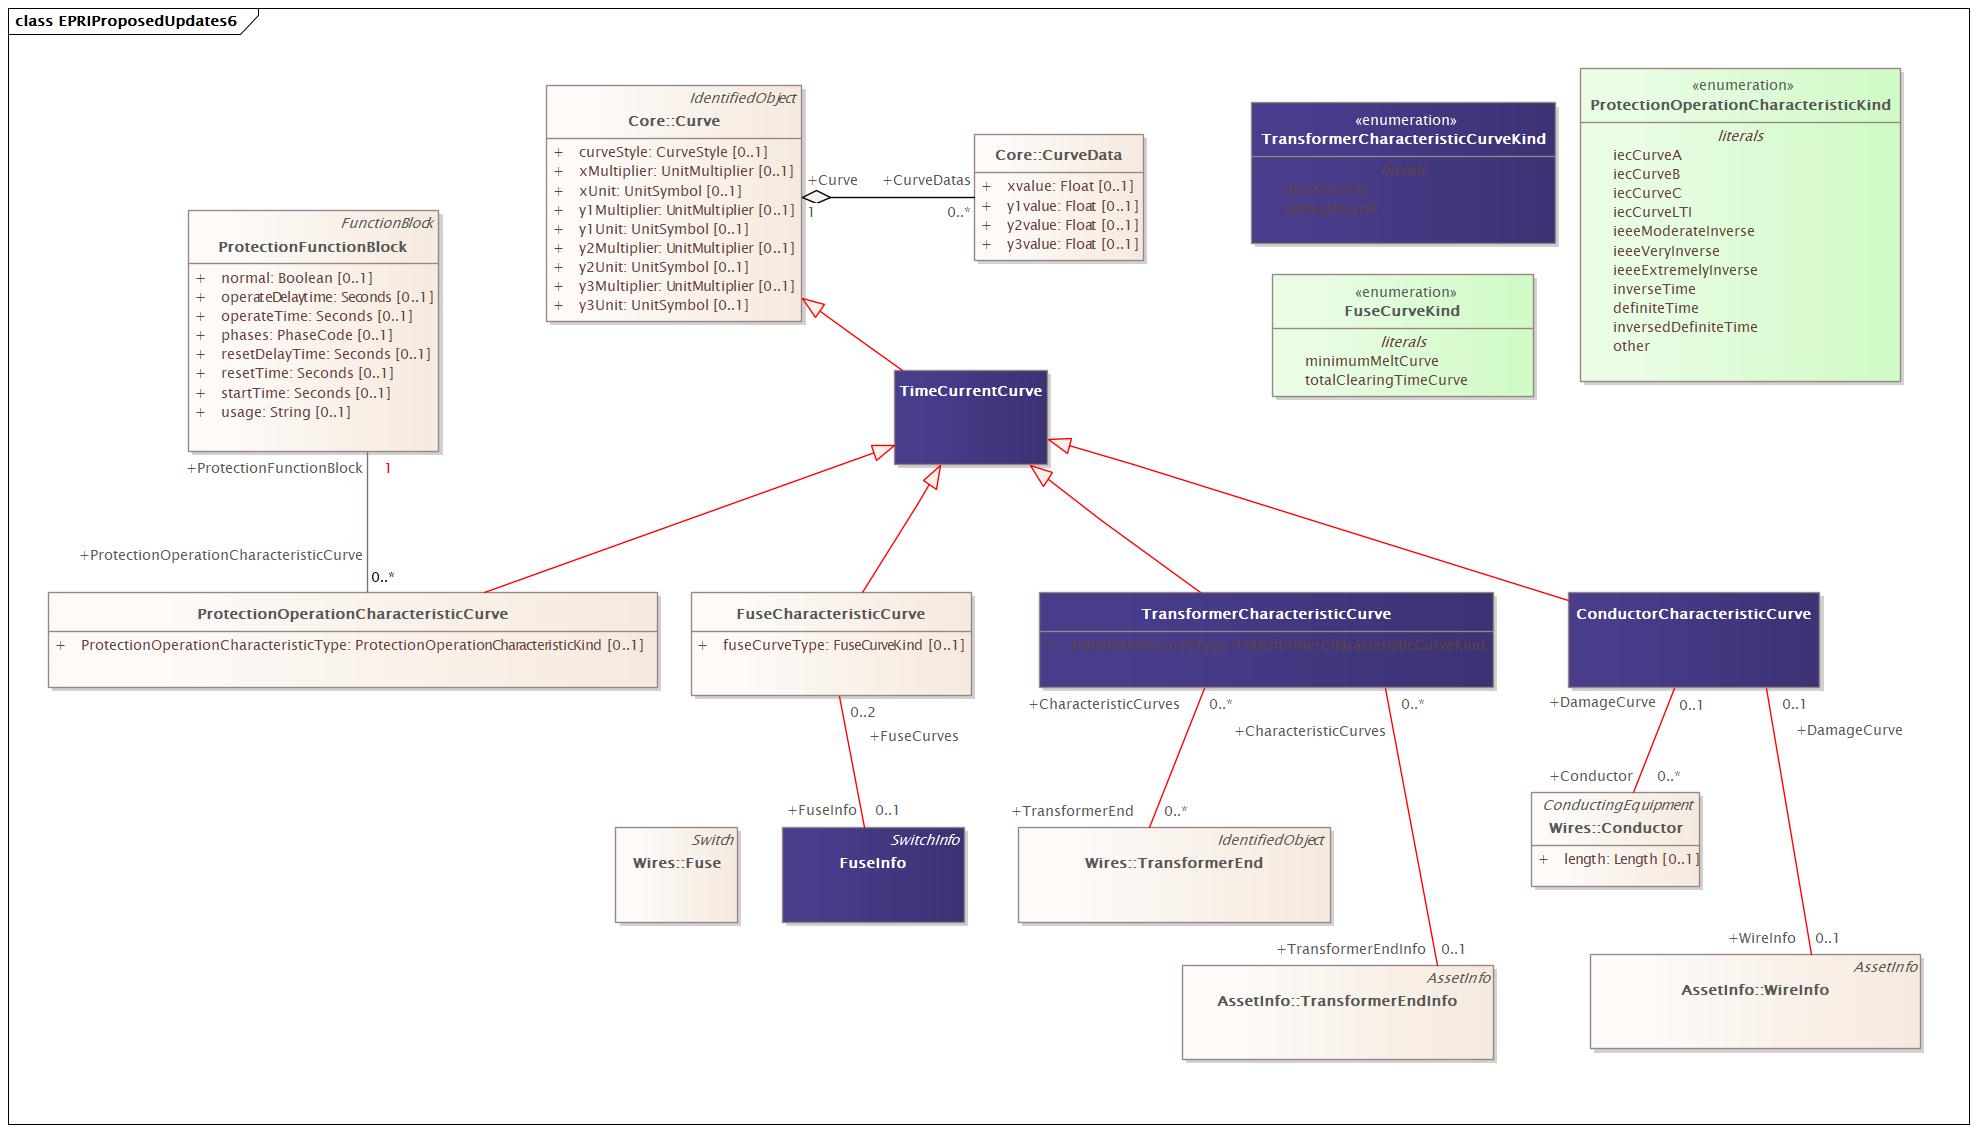 class EPRIProposedUpdates6
IdentifiedObject
Core::Curve
+ curveStyle: CurveStyle [0..1]
+ xMultiplier: UnitMultiplier [0..1]
+ xUnit: UnitSymbol [0..1]
+ y1Multiplier: UnitMultiplier [0..1]
+ y1Unit: UnitSymbol [0..1]
+ y2Multiplier: UnitMultiplier [0..1]
+ y2Unit: UnitSymbol [0..1]
+ y3Multiplier: UnitMultiplier [0..1]
+ y3Unit: UnitSymbol [0..1]
+Curve
1
+CurveDatas
0..*
Core::CurveData
+ xvalue: Float [0..1]
+ y1value: Float [0..1]
+ y2value: Float [0..1]
+ y3value: Float [0..1]
«enumeration»
TransformerCharacteristicCurveKind
literals
inrushCurve
damageCurve
«enumeration»
ProtectionOperationCharacteristicKind
literals
iecCurveA
iecCurveB
iecCurveC
iecCurveLTI
ieeeModerateInverse
ieeeVeryInverse
ieeeExtremelyInverse
inverseTime
definiteTime
inversedDefiniteTime
other
«enumeration»
FuseCurveKind
literals
minimumMeltCurve
totalClearingTimeCurve
FunctionBlock
ProtectionFunctionBlock
+ normal: Boolean [0..1]
+ operateDelaytime: Seconds [0..1]
+ operateTime: Seconds [0..1]
+ phases: PhaseCode [0..1]
+ resetDelayTime: Seconds [0..1]
+ resetTime: Seconds [0..1]
+ startTime: Seconds [0..1]
+ usage: String [0..1]
TimeCurrentCurve
+ProtectionFunctionBlock 1
+ProtectionOperationCharacteristicCurve
0..*
ProtectionOperationCharacteristicCurve
+ ProtectionOperationCharacteristicType: ProtectionOperationCharacteristicKind [0..1]
FuseCharacteristicCurve
+ fuseCurveType: FuseCurveKind [0..1]
TransformerCharacteristicCurve
+ transformerCurveType: TransformerCharacteristicCurveKind
ConductorCharacteristicCurve
0..2
+FuseCurves
+CharacteristicCurves 0..*
0..*
+CharacteristicCurves
+DamageCurve 0..1
0..1
+DamageCurve
+FuseInfo 0..1
+TransformerEnd 0..*
+Conductor 0..*
Switch
Wires::Fuse
SwitchInfo
FuseInfo
IdentifiedObject
Wires::TransformerEnd
ConductingEquipment
Wires::Conductor
+ length: Length [0..1]
+TransformerEndInfo 0..1
+WireInfo 0..1
AssetInfo
AssetInfo::TransformerEndInfo
AssetInfo
AssetInfo::WireInfo